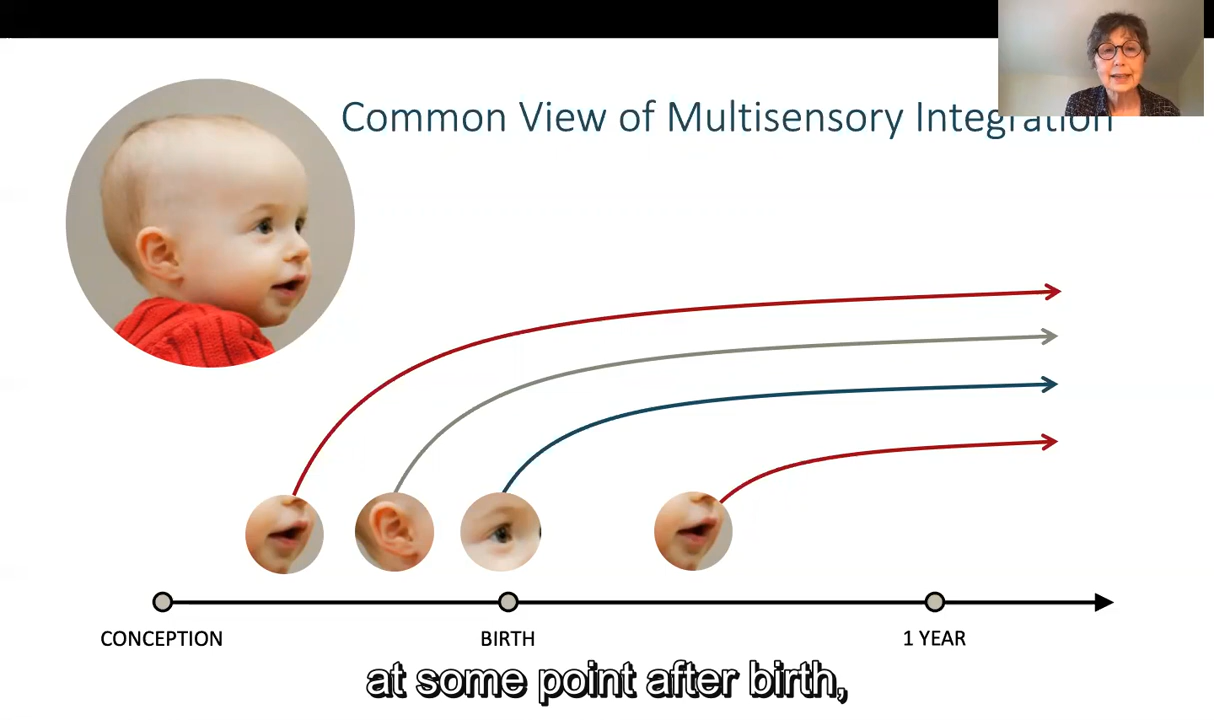 Common View of Multisensory Integration
CONCEPTION
BIRTH
1 YEAR
at some point after birth,